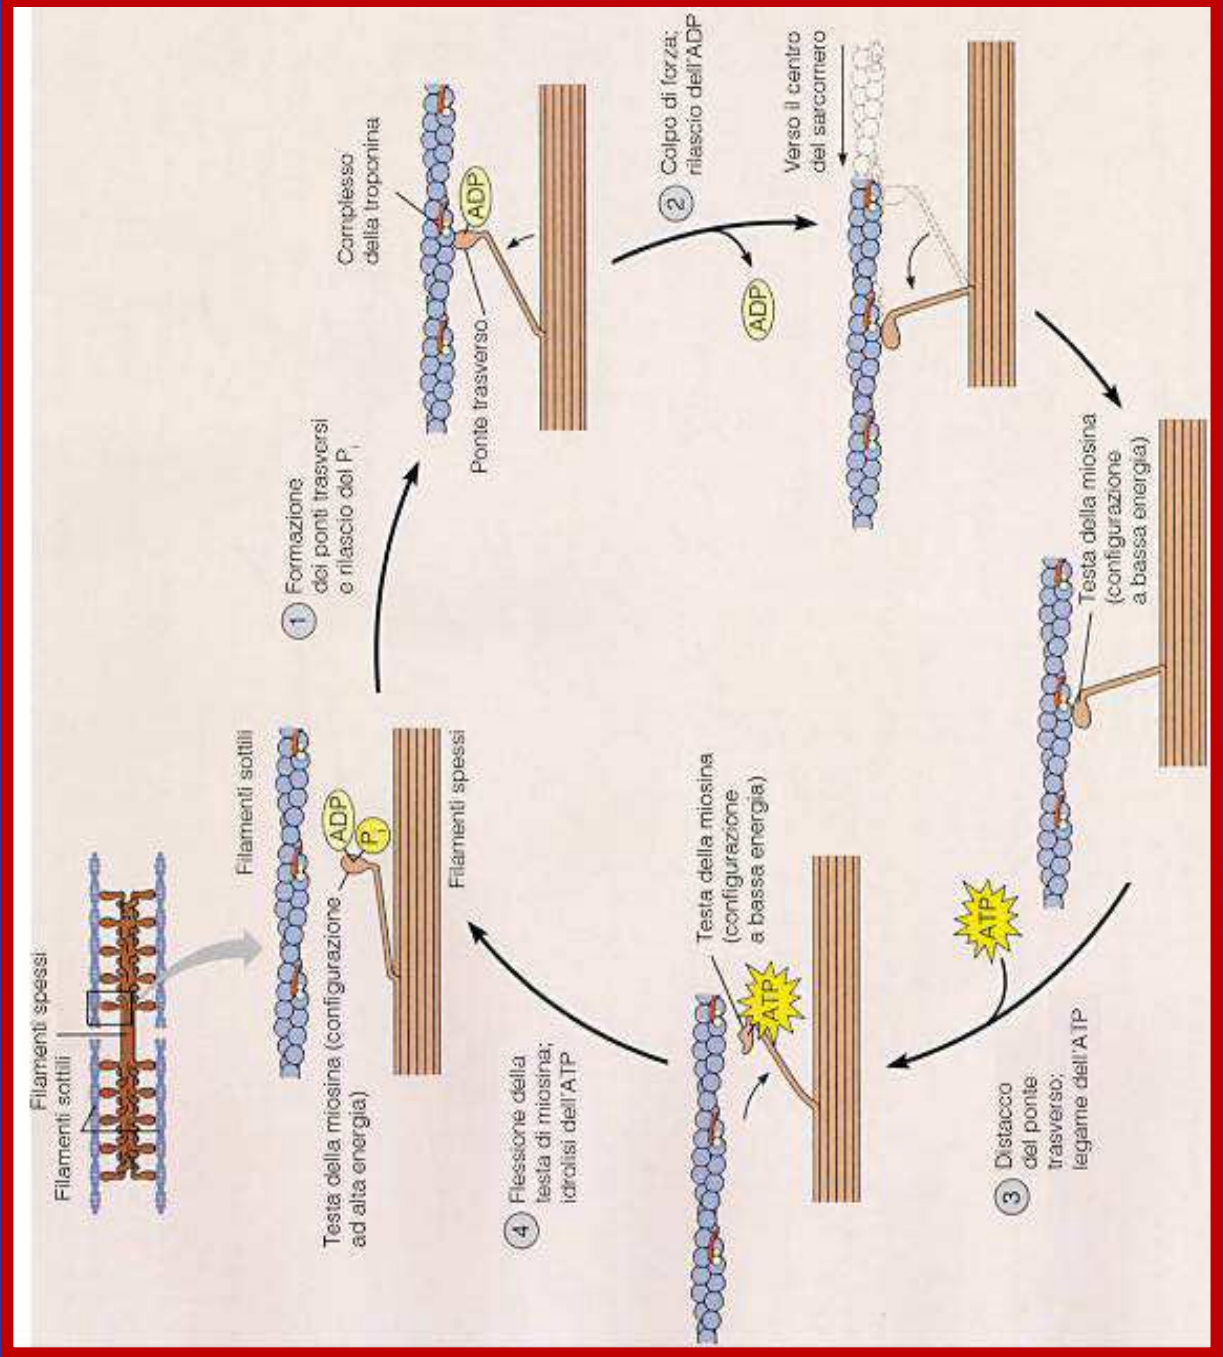 Filamenti spessi
Filamenti sottili
Filamenti sottili
Testa della miosina (configurazione
ad alta energia)
ADP
Pi
Filamenti spessi
1
Formazione
dei ponti trasversi
e rilascio del Pi
Complesso
della troponina
ADP
Ponte trasverso
2
Colpo di forza;
rilascio dell'ADP
ADP
Verso il centro
del sarcomero
Testa della miosina
(configurazione
a bassa energia)
ATP
3
Distacco
del ponte
trasverso;
legame dell'ATP
Testa della miosina
(configurazione
a bassa energia)
ATP
4
Flessione della
testa di miosina;
idrolisi dell'ATP